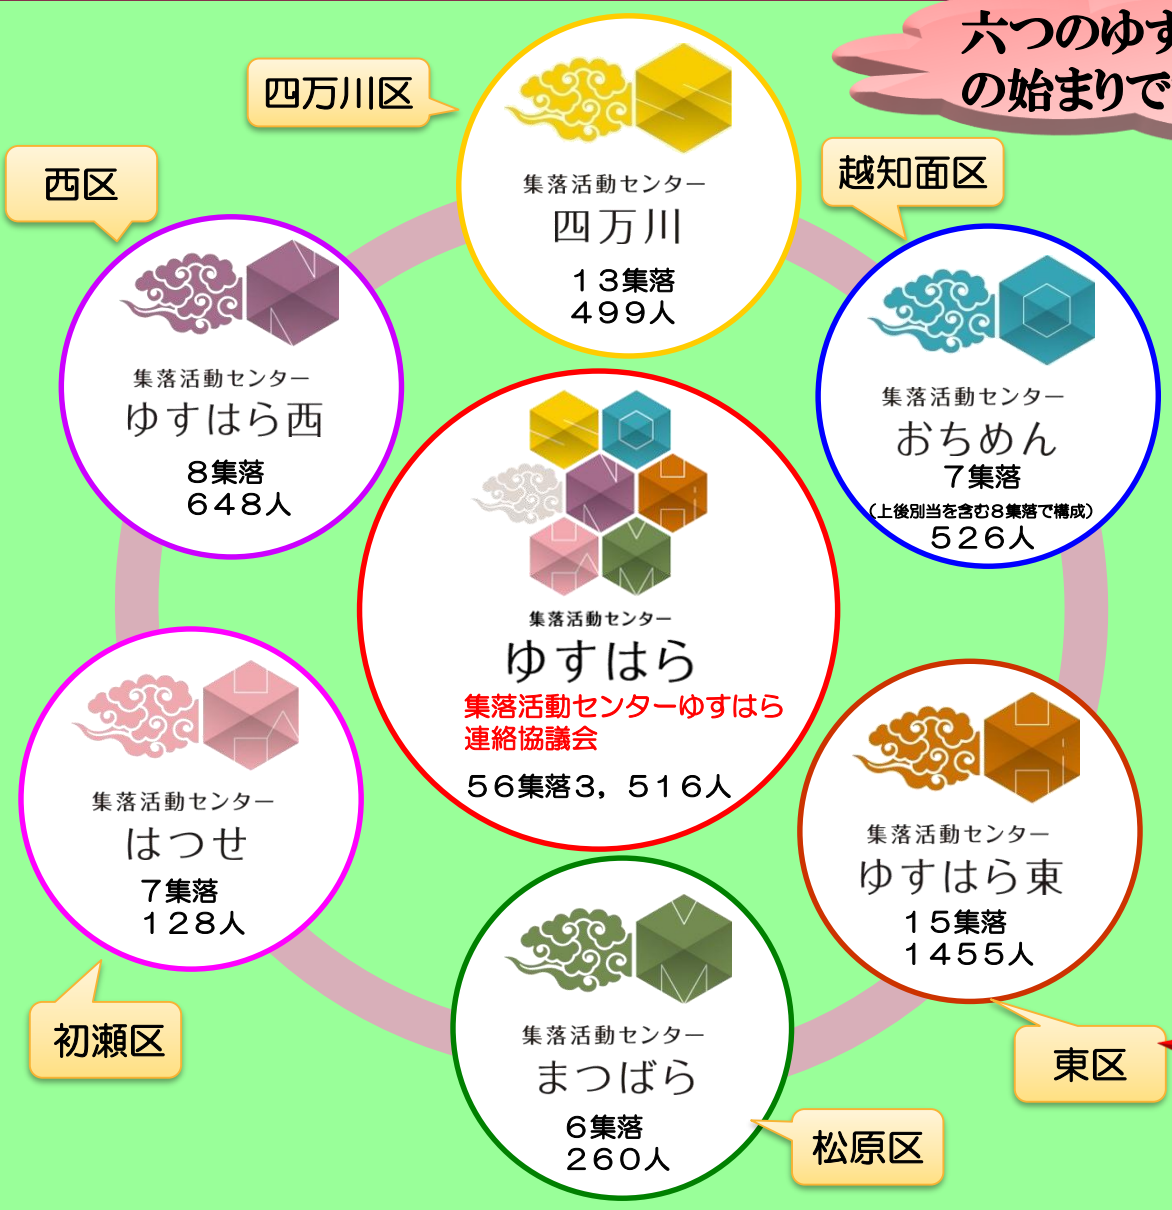 六つのゆす
の始まりで
四万川区
集落活動センター
四万川
13集落
499人
西区
集落活動センター
ゆすはら西
8集落
648人
越知面区
集落活動センター
おちめん
7集落
(上後別当を含む8集落で構成)
526人
集落活動センター
ゆすはら
集落活動センターゆすはら
連絡協議会
56集落3,516人
集落活動センター
はつせ
7集落
128人
初瀬区
集落活動センター
ゆすはら東
15集落
1455人
東区
集落活動センター
まつばら
6集落
260人
松原区